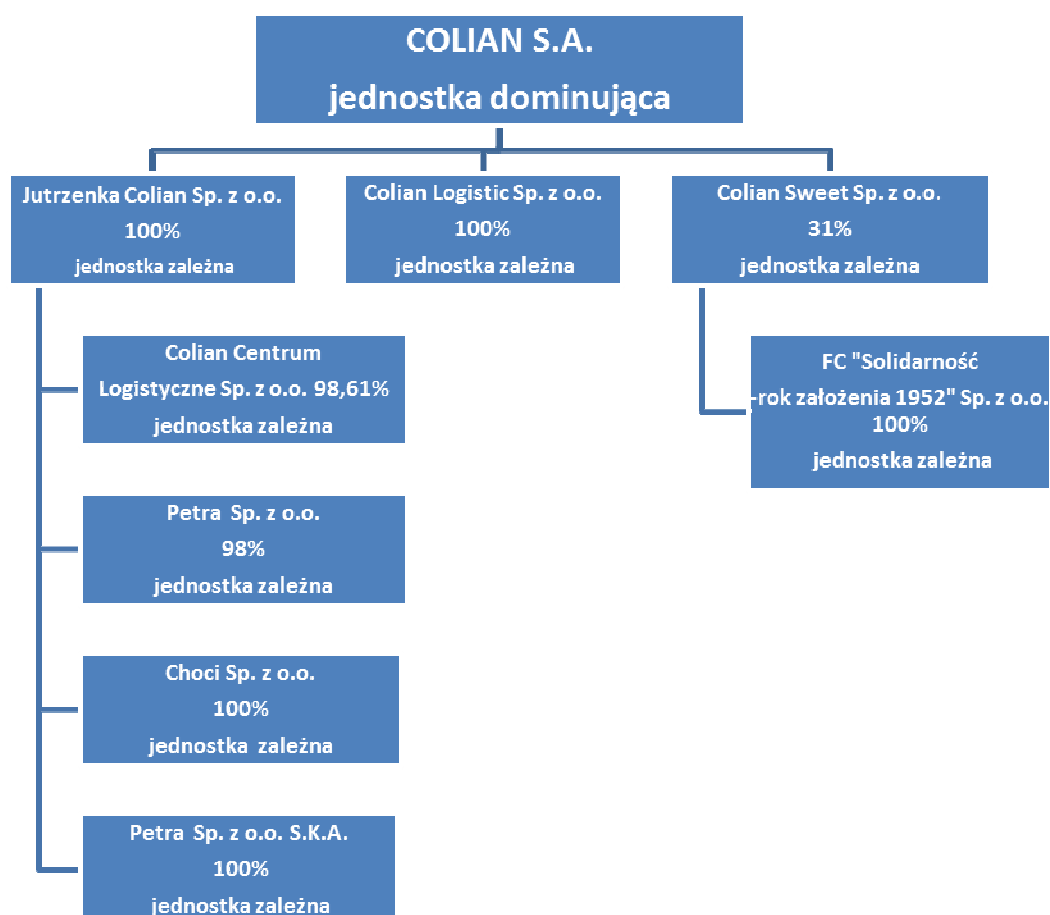 COLIAN S.A.
jednostka dominująca
Jutrzenka Colian Sp. z o.o.
100%
jednostka zależna
Colian Logistic Sp. z o.o.
100%
jednostka zależna
Colian Sweet Sp. z o.o.
31%
jednostka zależna
Colian Centrum
Logistyczne Sp. z o.o. 98,61%
jednostka zależna
FC "Solidarność
-rok założenia 1952" Sp. z o.o.
100%
jednostka zależna
Petra Sp. z o.o.
98%
jednostka zależna
Choci Sp. z o.o.
100%
jednostka zależna
Petra Sp. z o.o. S.K.A.
100%
jednostka zależna